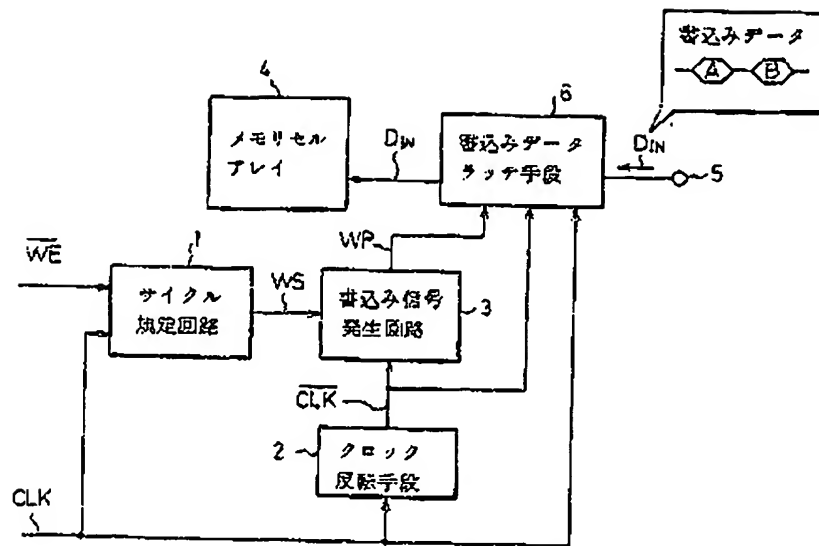 書込みデータ
A B
4
6
メモリセル
アレイ
DIW
書込みデータ
ラッチ手段
DIN
5
WP
1
W̅E̅
サイクル
規定回路
WS
書込み信号
発生回路
3
C̅L̅K̅
2
クロック
反転手段
CLK